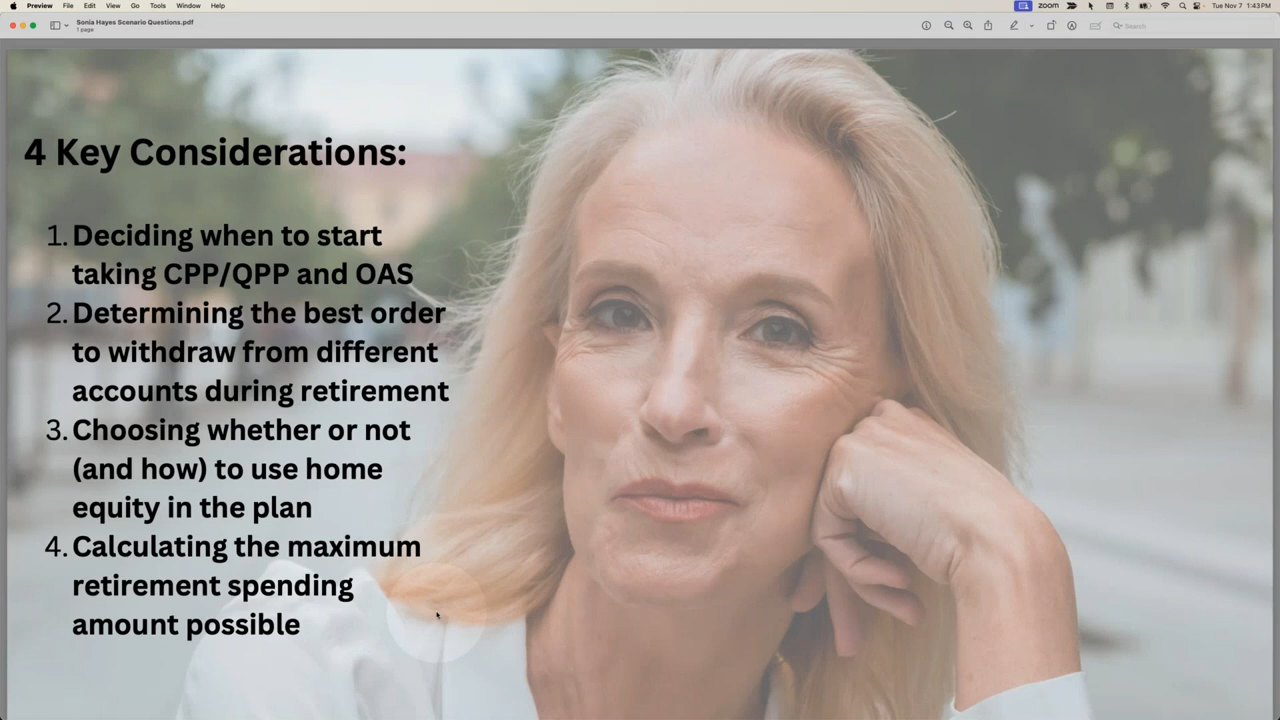 Preview File Edit View Go Tools Window Help
zoom
Tue Nov 7 1:43 PM
Sonia Hayes Scenario Questions.pdf
1 page
Search
4 Key Considerations:
1. Deciding when to start
taking CPP/QPP and OAS
2. Determining the best order
to withdraw from different
accounts during retirement
3. Choosing whether or not
(and how) to use home
equity in the plan
4. Calculating the maximum
retirement spending
amount possible